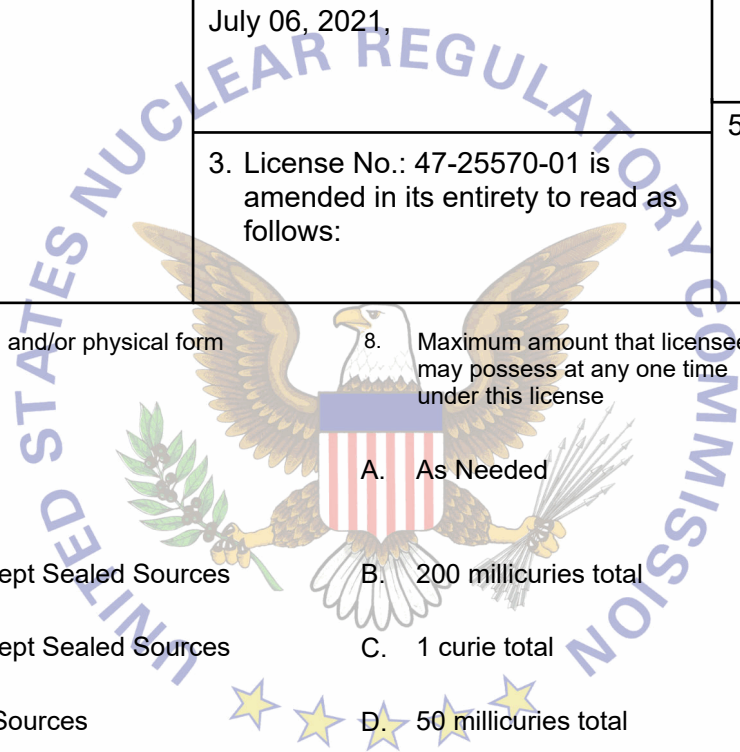 July 06, 2021,
5
3. License No.: 47-25570-01 is
amended in its entirety to read as
follows:
and/or physical form
8. Maximum amount that licensee
may possess at any one time
under this license
A. As Needed
ept Sealed Sources
B. 200 millicuries total
ept Sealed Sources
C. 1 curie total
Sources
D. 50 millicuries total
UNITED STATES NUCLEAR REGULATORY COMMISSION